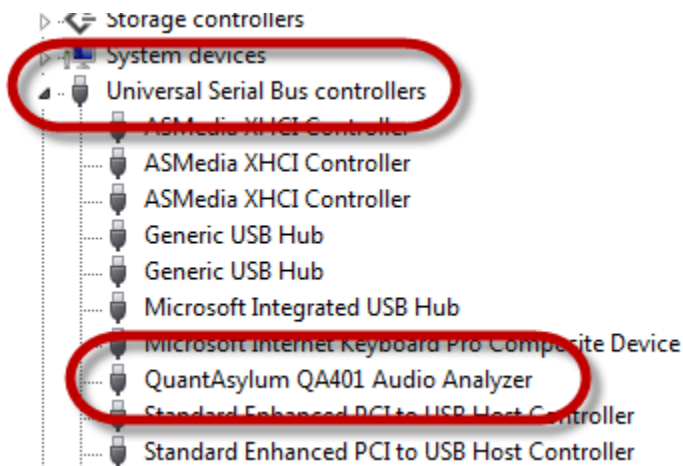 Storage controllers
System devices
Universal Serial Bus controllers
ASMedia XHCI Controller
ASMedia XHCI Controller
ASMedia XHCI Controller
Generic USB Hub
Generic USB Hub
Microsoft Integrated USB Hub
Microsoft Internet Keyboard Pro Composite Device
QuantAsylum QA401 Audio Analyzer
Standard Enhanced PCI to USB Host Controller
Standard Enhanced PCI to USB Host Controller